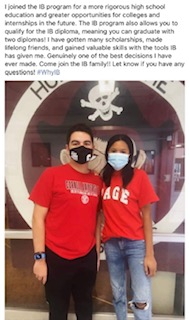 I joined the IB program for a more rigorous high school
education and greater opportunities for colleges and
internships in the future. The IB program also allows you to
qualify for the IB diploma, meaning you can graduate with
two diplomas! I have gotten many scholarships, made
lifelong friends, and gained valuable skills with the tools IB
has given me. Genuinely one of the best decisions I have
ever made. Come join the IB family!! Let know if you have any
questions! #WhyIB
HU
AGE